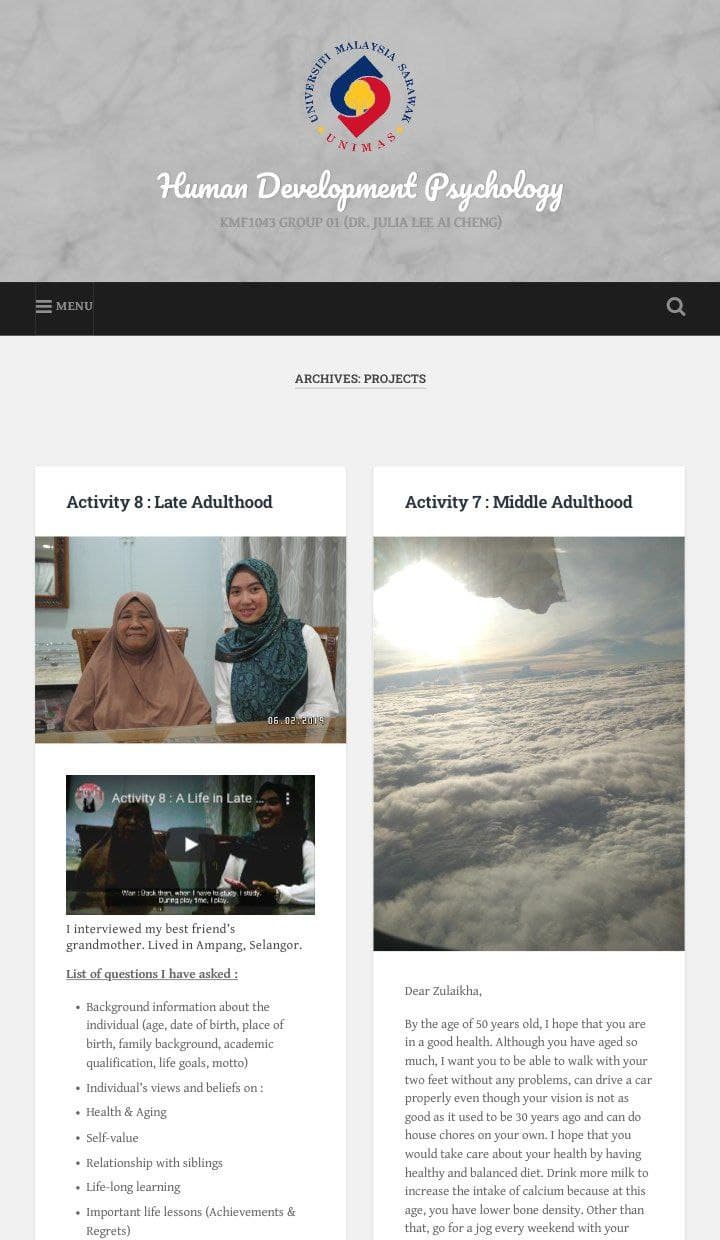 UNIVERSITI MALAYSIA SARAWAK
UNIMAS
Human Development Psychology
KMF1043 GROUP 01 (DR. JULIA LEE AI CHENG)
MENU
ARCHIVES: PROJECTS
Activity 8 : Late Adulthood
06.02.2019
Activity 8 : A Life in Late ...
Wan : Back then, when I have to study, I study.
During play time, I play.
I interviewed my best friend's
grandmother. Lived in Ampang, Selangor.
List of questions I have asked :
• Background information about the
individual (age, date of birth, place of
birth, family background, academic
qualification, life goals, motto)
• Individual's views and beliefs on :
• Health & Aging
• Self-value
• Relationship with siblings
• Life-long learning
• Important life lessons (Achievements &
Regrets)
Activity 7 : Middle Adulthood
Dear Zulaikha,
By the age of 50 years old, I hope that you are
in a good health. Although you have aged so
much, I want you to be able to walk with your
two feet without any problems, can drive a car
properly even though your vision is not as
good as it used to be 30 years ago and can do
house chores on your own. I hope that you
would take care about your health by having
healthy and balanced diet. Drink more milk to
increase the intake of calcium because at this
age, you have lower bone density. Other than
that, go for a jog every weekend with your